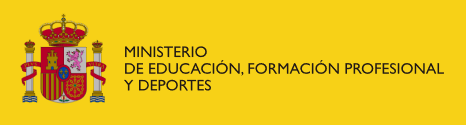 MINISTERIO
DE EDUCACIÓN, FORMACIÓN PROFESIONAL
Y DEPORTES